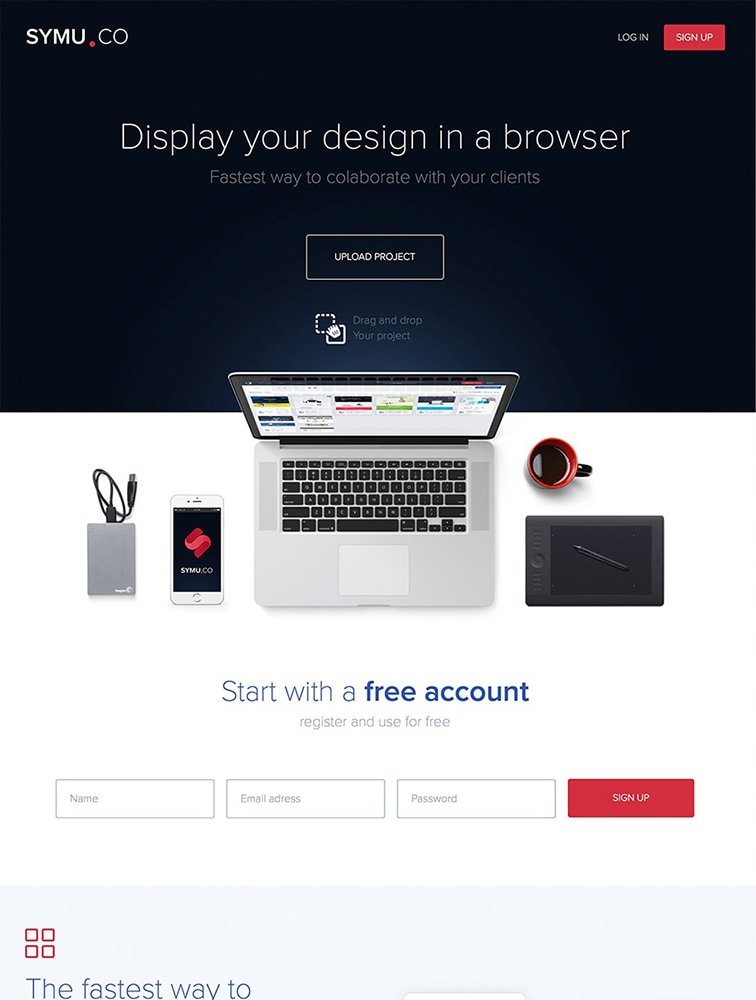 SYMU.CO
LOG IN
SIGN UP
Display your design in a browser
Fastest way to colaborate with your clients
UPLOAD PROJECT
Drag and drop
Your project
SYMU.CO
Seagate
Start with a free account
register and use for free
Name
Email adress
Password
SIGN UP
The fastest way to